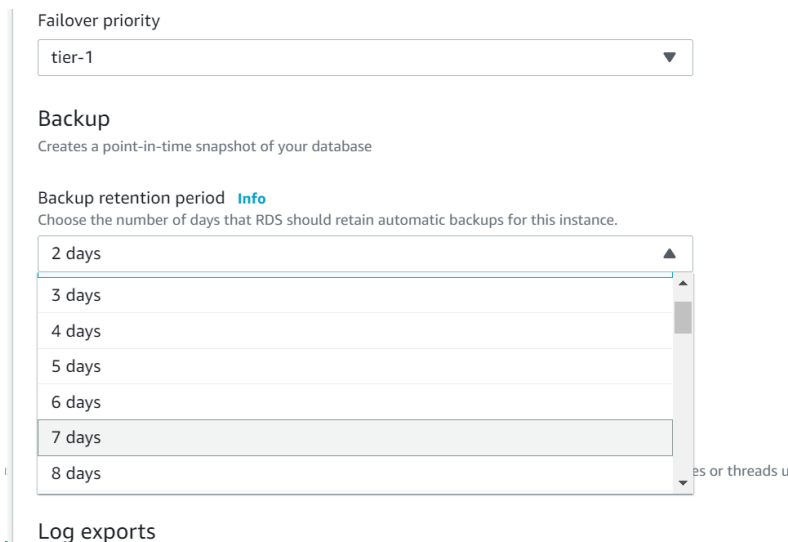 Failover priority
tier-1
Backup
Creates a point-in-time snapshot of your database
Backup retention period Info
Choose the number of days that RDS should retain automatic backups for this instance.
2 days
3 days
4 days
5 days
6 days
7 days
8 days
or threads
Log exports